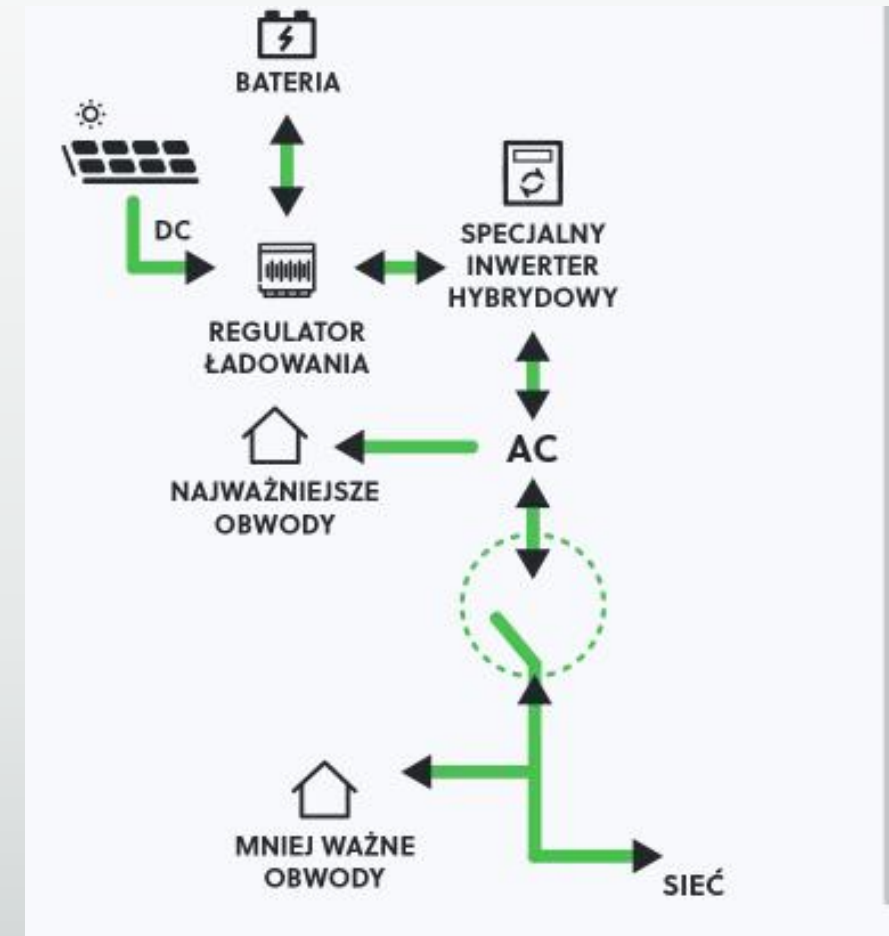 BATERIA
DC
SPECJALNY
INWERTER
HYBRYDOWY
REGULATOR
ŁADOWANIA
AC
NAJWAŻNIEJSZE
OBWODY
MNIEJ WAŻNE
OBWODY
SIEĆ